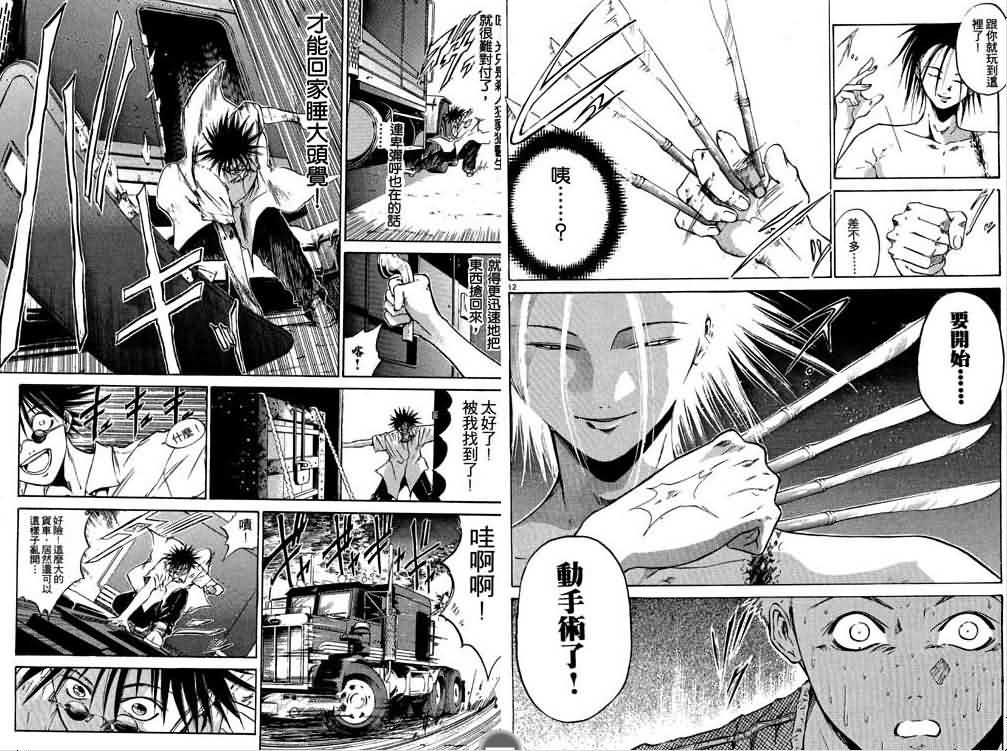 跟你就玩到這
裡了！
差不多…
咦……？
12
要開始……
動手術了！
就很難對付了，
連卑彌呼也在的話
……
就得更迅速地把
東西搶回來，
喀！
才能回家睡大頭覺！
太好了！
被我找到了！
什麼！
哇啊啊！
嘖！
好險！這麼大的
貨車，居然還可以
這樣子亂開…